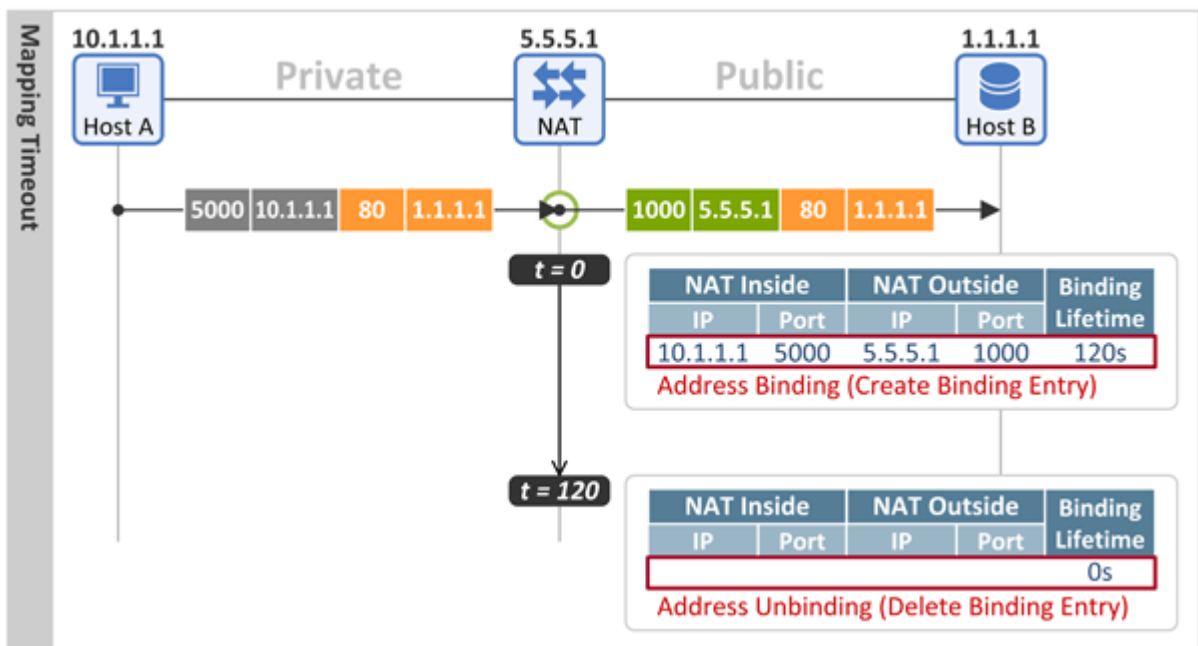 Mapping Timeout
10.1.1.1 5.5.5.1 1.1.1.1
Private Public
Host A NAT Host B
5000 10.1.1.1 80 1.1.1.1 1000 5.5.5.1 80 1.1.1.1
t = 0
NAT Inside NAT Outside Binding Lifetime
IP Port IP Port
10.1.1.1 5000 5.5.5.1 1000 120s
Address Binding (Create Binding Entry)
t = 120
NAT Inside NAT Outside Binding Lifetime
IP Port IP Port
0s
Address Unbinding (Delete Binding Entry)